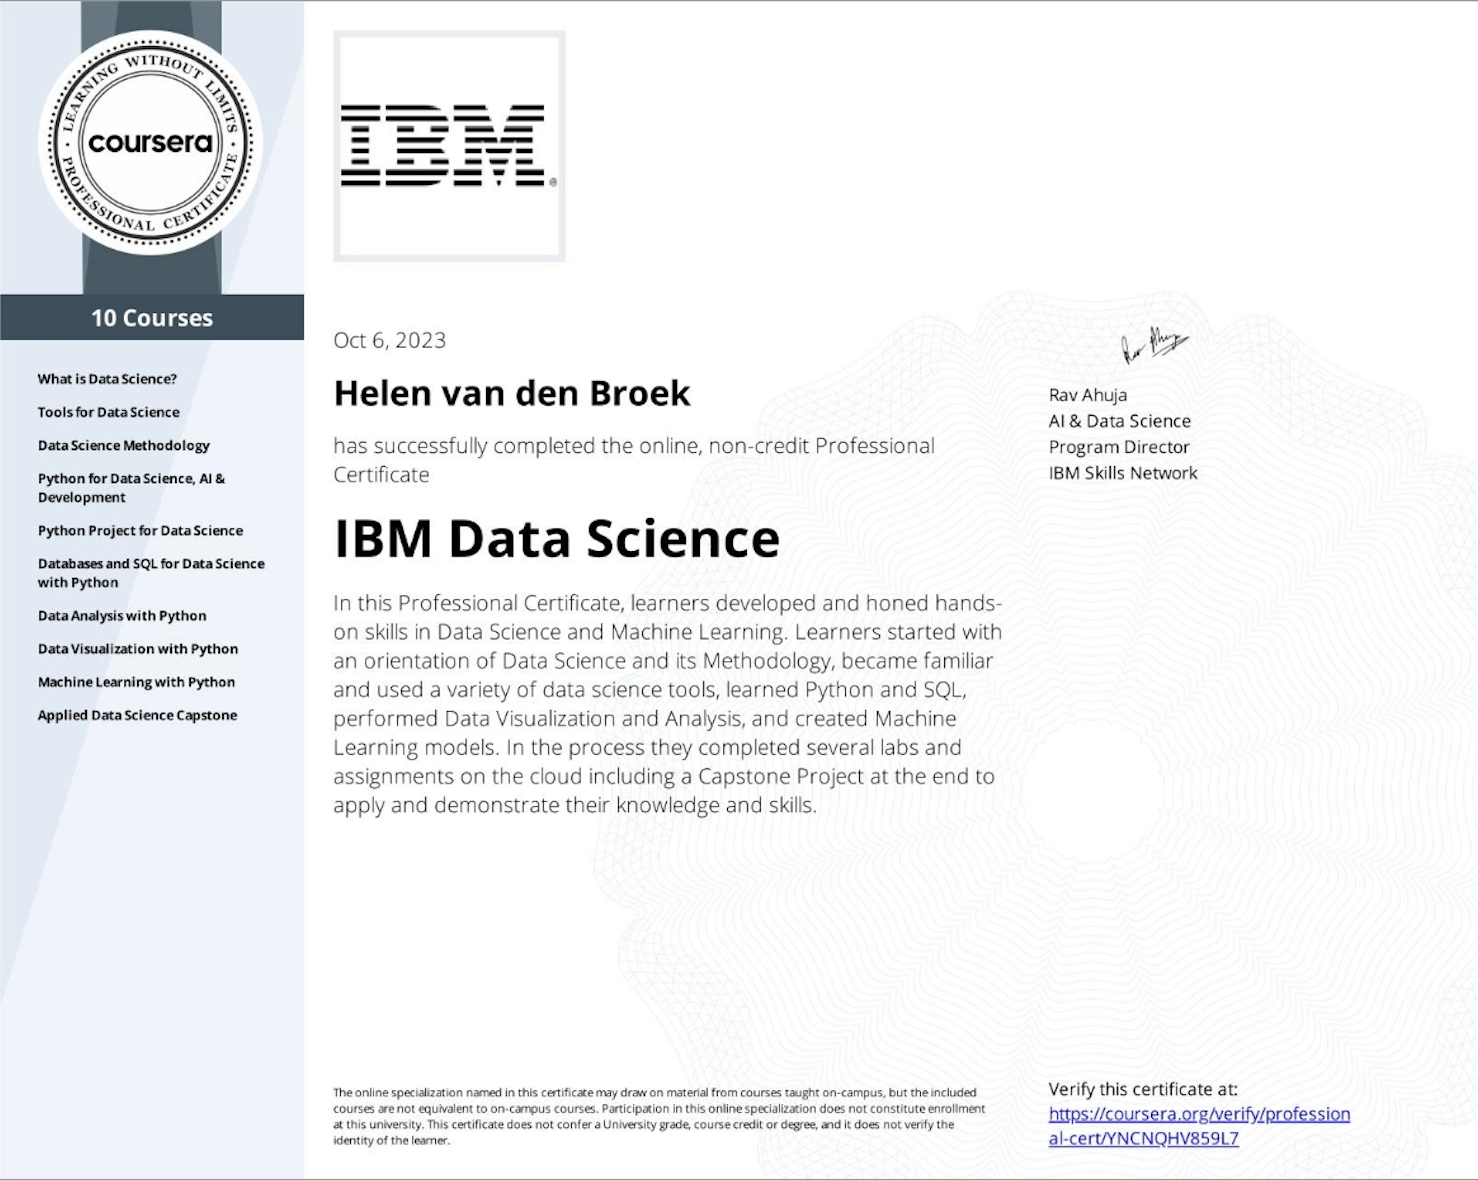 LEARNING WITHOUT LIMITS
coursera
PROFESSIONAL CERTIFICATE
IBM
®
10 Courses
What is Data Science?
Tools for Data Science
Data Science Methodology
Python for Data Science, AI &
Development
Python Project for Data Science
Databases and SQL for Data Science
with Python
Data Analysis with Python
Data Visualization with Python
Machine Learning with Python
Applied Data Science Capstone
Oct 6, 2023
Helen van den Broek
has successfully completed the online, non-credit Professional
Certificate
IBM Data Science
In this Professional Certificate, learners developed and honed hands-
on skills in Data Science and Machine Learning. Learners started with
an orientation of Data Science and its Methodology, became familiar
and used a variety of data science tools, learned Python and SQL,
performed Data Visualization and Analysis, and created Machine
Learning models. In the process they completed several labs and
assignments on the cloud including a Capstone Project at the end to
apply and demonstrate their knowledge and skills.
Rav Ahuja
Rav Ahuja
AI & Data Science
Program Director
IBM Skills Network
The online specialization named in this certificate may draw on material from courses taught on-campus, but the included
courses are not equivalent to on-campus courses. Participation in this online specialization does not constitute enrollment
at this university. This certificate does not confer a University grade, course credit or degree, and it does not verify the
identity of the learner.
Verify this certificate at:
https://coursera.org/verify/profession
al-cert/YNCNQHV859L7